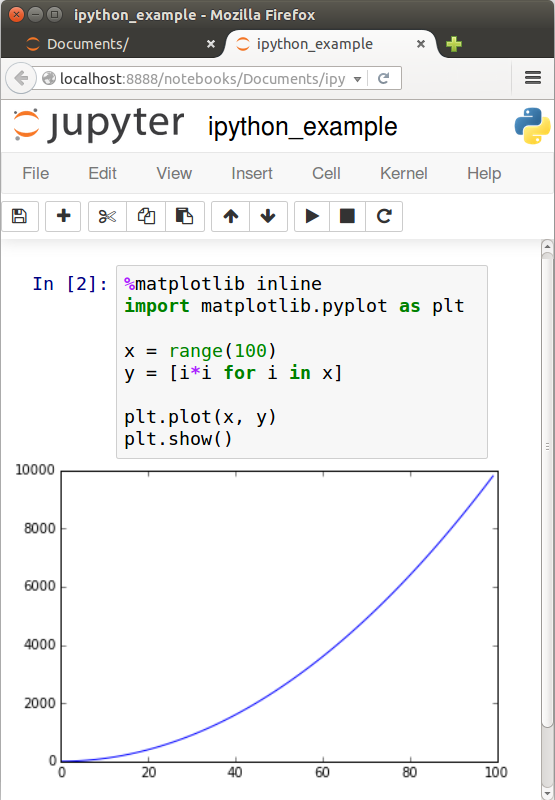 ipython_example - Mozilla Firefox
Documents/
ipython_example
localhost:8888/notebooks/Documents/ipy
jupyter ipython_example
File Edit View Insert Cell Kernel Help
In [2]: %matplotlib inline
import matplotlib.pyplot as plt
x = range(100)
y = [i*i for i in x]
plt.plot(x, y)
plt.show()
10000
8000
6000
4000
2000
0
0 20 40 60 80 100